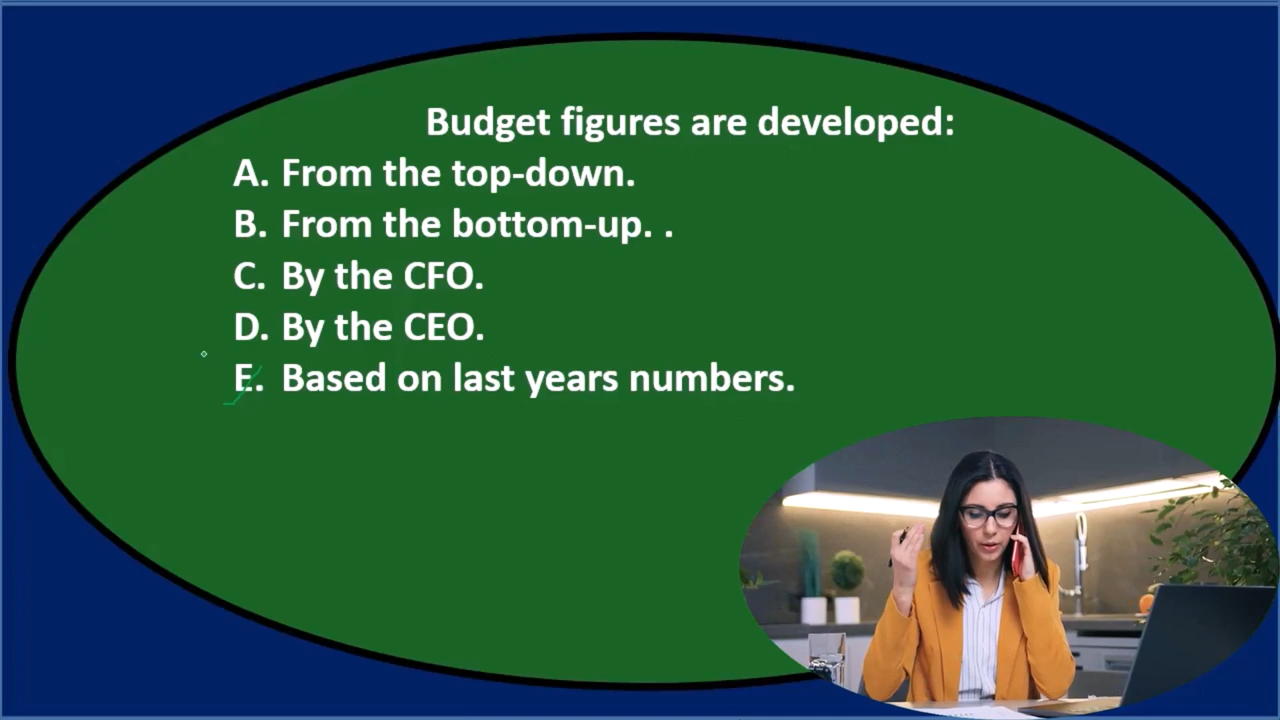 Budget figures are developed:
A. From the top-down.
B. From the bottom-up. .
C. By the CFO.
D. By the CEO.
E. Based on last years numbers.